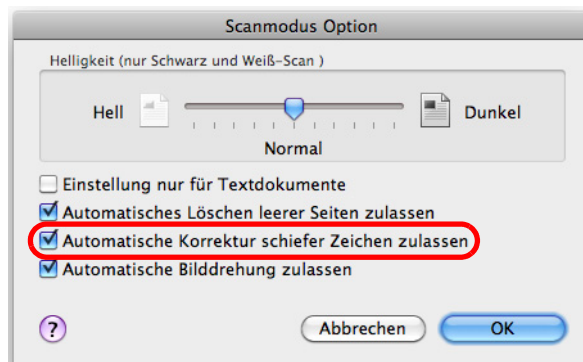 Scanmodus Option
Helligkeit (nur Schwarz und Weiß-Scan )
Hell Dunkel
Normal
Einstellung nur für Textdokumente
Automatisches Löschen leerer Seiten zulassen
Automatische Korrektur schiefer Zeichen zulassen
Automatische Bilddrehung zulassen
? Abbrechen OK